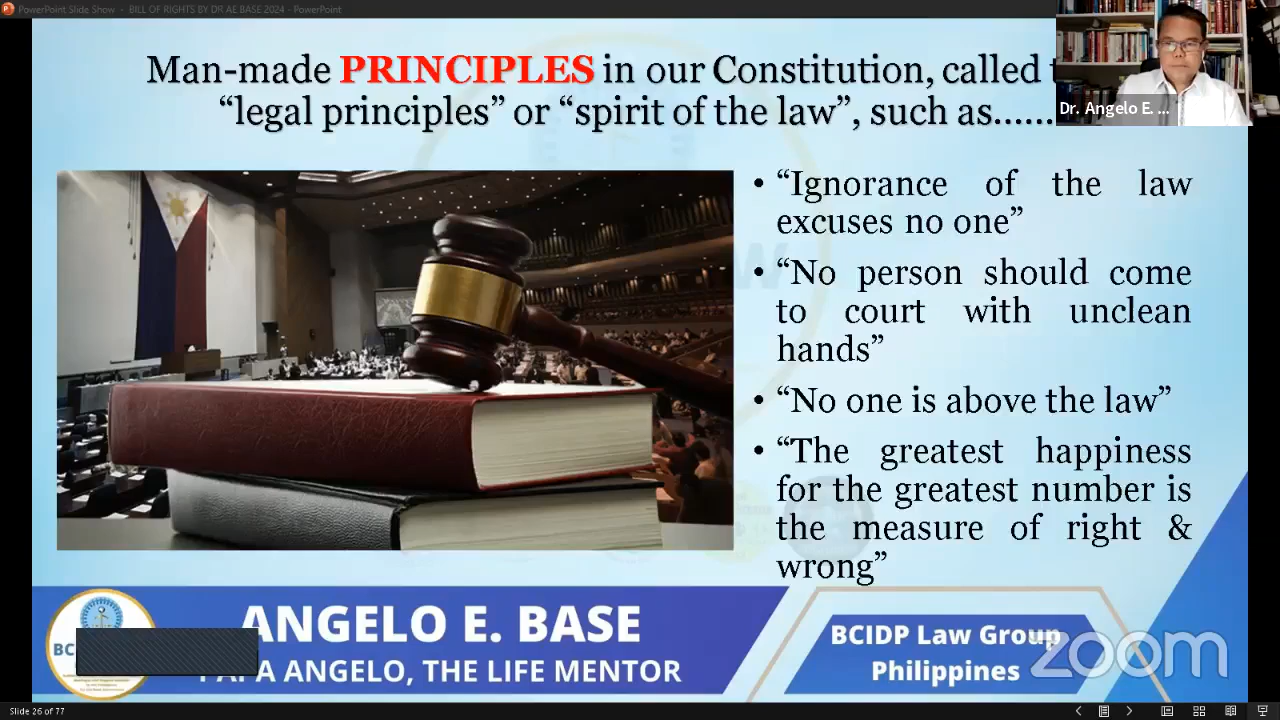 PowerPoint Slide Show - BILL OF RIGHTS BY DR AE BASE 2024 - PowerPoint
Man-made PRINCIPLES in our Constitution, called
“legal principles” or “spirit of the law”, such as......
Dr. Angelo E. ...
• “Ignorance of the law
excuses no one”
• “No person should come
to court with unclean
hands”
• “No one is above the law”
• “The greatest happiness
for the greatest number is
the measure of right &
wrong”
BC
ANGELO E. BASE
ANGELO, THE LIFE MENTOR
BCIDP Law Group
Philippines
zoom
Slide 26 of 77